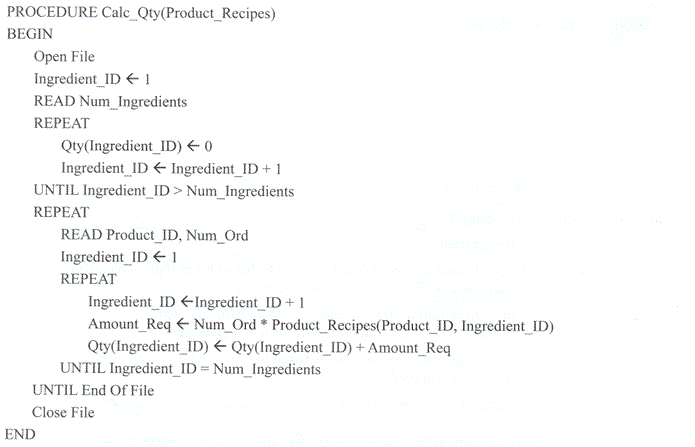 PROCEDURE Calc_Qty(Product_Recipes)
BEGIN
Open File
Ingredient_ID ← 1
READ Num_Ingredients
REPEAT
Qty(Ingredient_ID) ← 0
Ingredient_ID ← Ingredient_ID + 1
UNTIL Ingredient_ID > Num_Ingredients
REPEAT
READ Product_ID, Num_Ord
Ingredient_ID ← 1
REPEAT
Ingredient_ID ←Ingredient_ID + 1
Amount_Req ← Num_Ord * Product_Recipes(Product_ID, Ingredient_ID)
Qty(Ingredient_ID) ← Qty(Ingredient_ID) + Amount_Req
UNTIL Ingredient_ID = Num_Ingredients
UNTIL End Of File
Close File
END